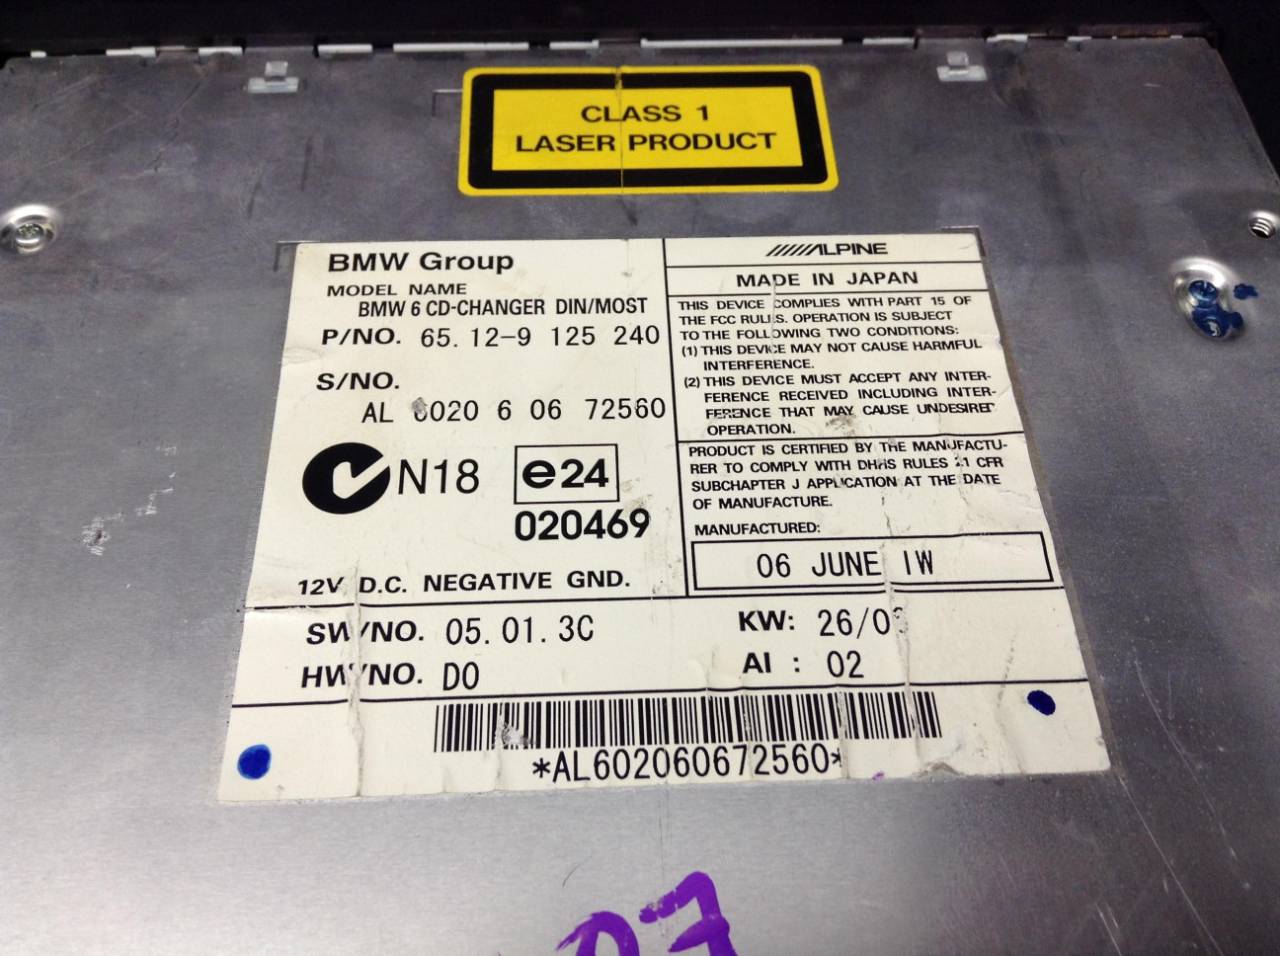 CLASS 1
LASER PRODUCT
BMW Group
MODEL NAME
BMW 6 CD-CHANGER DIN/MOST
P/NO. 65. 12-9 125 240
S/NO.
AL 6020 6 06 72560
N18
e24
020469
12V D.C. NEGATIVE GND.
ALPINE
MADE IN JAPAN
THIS DEVICE COMPLIES WITH PART 15 OF
THE FCC RULES. OPERATION IS SUBJECT
TO THE FOLLOWING TWO CONDITIONS:
(1) THIS DEVICE MAY NOT CAUSE HARMFUL
INTERFERENCE.
(2) THIS DEVICE MUST ACCEPT ANY INTER-
FERENCE RECEIVED INCLUDING INTER-
FERENCE THAT MAY CAUSE UNDESIRED
OPERATION.
PRODUCT IS CERTIFIED BY THE MANUFACTU-
RER TO COMPLY WITH DHHS RULES 21 CFR
SUBCHAPTER J APPLICATION AT THE DATE
OF MANUFACTURE.
MANUFACTURED:
06 JUNE IW
SW/NO. 05. 01. 3C
KW:
HW/NO. D0
AI : 02
*AL602060672560*
07